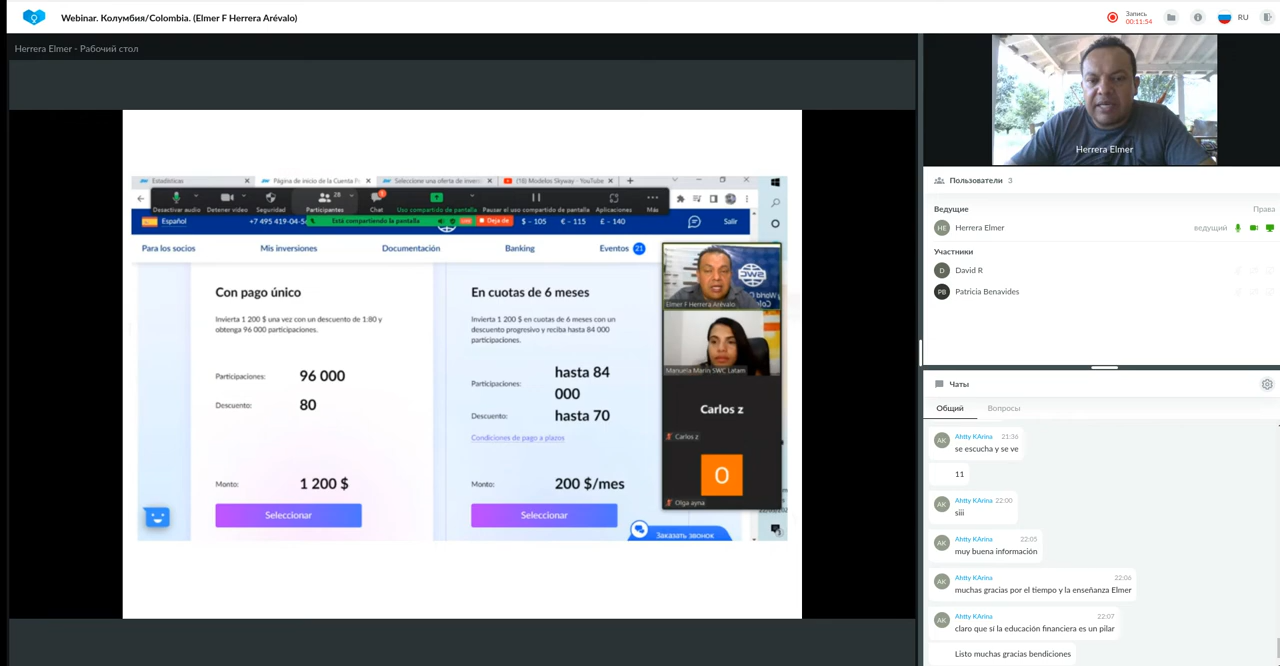 Webinar. Колумбия/Colombia. (Elmer F Herrera Arévalo)
Запись
00:11:54
RU
Herrera Elmer - Рабочий стол
Estadísticas
Página de inicio de la Cuenta P
Seleccione una oferta de invers
(18) Modelos Skyway - YouTube
28
Desactivar audio
Detener video
Seguridad
Participantes
Chat
Uso compartido de pantalla
Pausar el uso compartido de pantalla
Aplicaciones
Más
Español
+7 495 419-04-5
Está compartiendo la pantalla
Deja de
$ - 105
€ - 115
£ - 140
Salir
Para los socios
Mis inversiones
Documentación
Banking
Eventos 21
Con pago único
Invierta 1 200 $ una vez con un descuento de 1:80 y
obtenga 96 000 participaciones.
Participaciones: 96 000
Descuento: 80
Monto: 1 200 $
Seleccionar
En cuotas de 6 meses
Invierta 1 200 $ en cuotas de 6 meses con un
descuento progresivo y reciba hasta 84 000
participaciones.
Participaciones: hasta 84
000
Descuento: hasta 70
Condiciones de pago a plazos
Monto: 200 $/mes
Seleccionar
Заказать звонок
SWC
Elmer F Herrera Arévalo
Manuela Marín SWC Latam
Carlos z
Carlos z
O
Olga ayna
Herrera Elmer
Пользователи 3
Ведущие
Права
HE
Herrera Elmer
ведущий
Участники
D
David R
PB
Patricia Benavides
Чаты
Общий
Вопросы
AK
Ahtty KArina 21:36
se escucha y se ve
11
AK
Ahtty KArina 22:00
siii
AK
Ahtty KArina 22:05
muy buena información
AK
Ahtty KArina 22:06
muchas gracias por el tiempo y la enseñanza Elmer
AK
Ahtty KArina 22:07
claro que sí la educación financiera es un pilar
Listo muchas gracias bendiciones